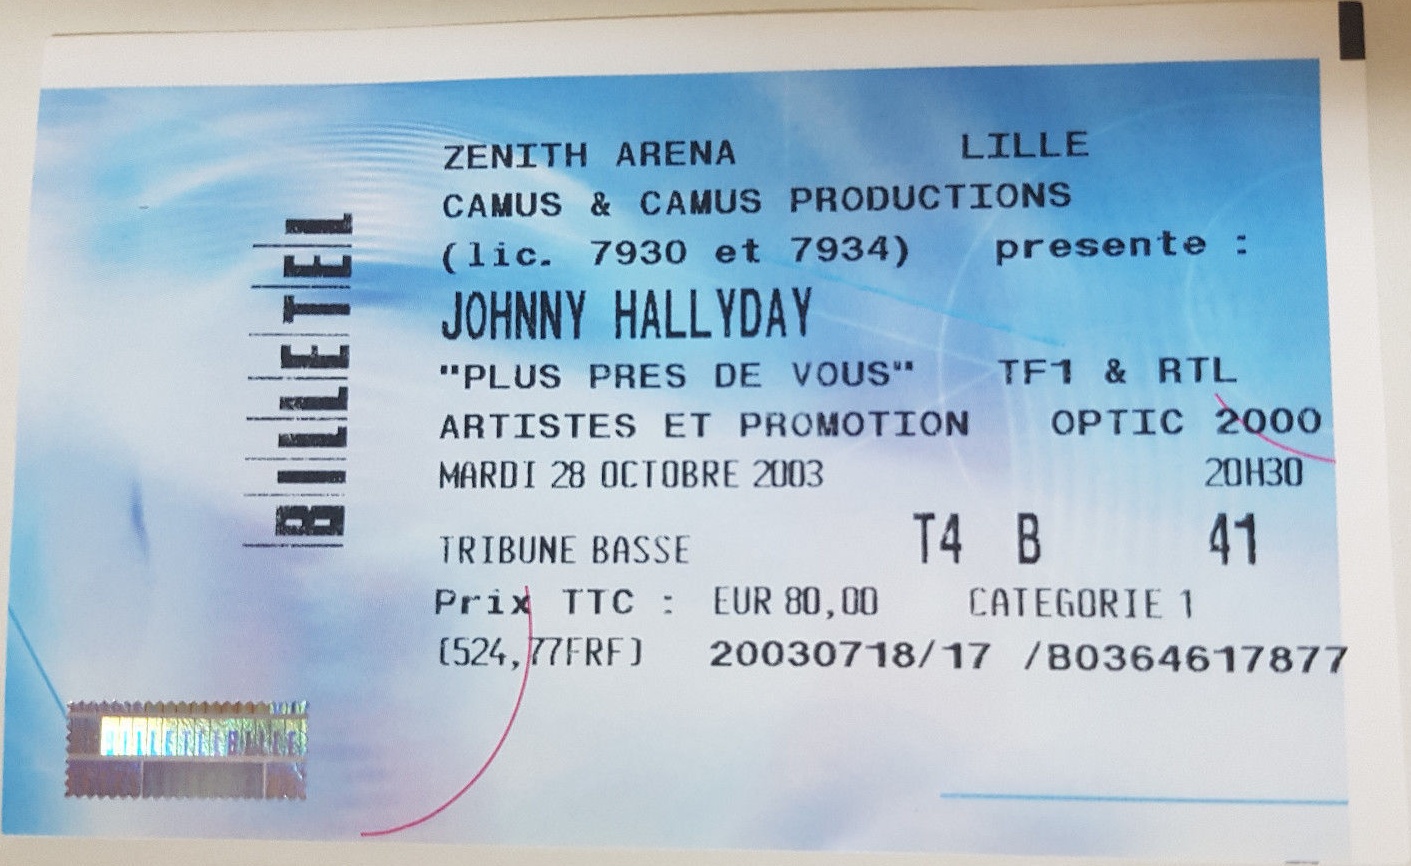 BILLETEL
ZENITH ARENA LILLE
CAMUS & CAMUS PRODUCTIONS
(lic. 7930 et 7934) presente :
JOHNNY HALLYDAY
"PLUS PRES DE VOUS" TF1 & RTL
ARTISTES ET PROMOTION OPTIC 2000
MARDI 28 OCTOBRE 2003 20H30
TRIBUNE BASSE T4 B 41
Prix TTC : EUR 80,00 CATEGORIE 1
(524,77FRF) 20030718/17 /B0364617877